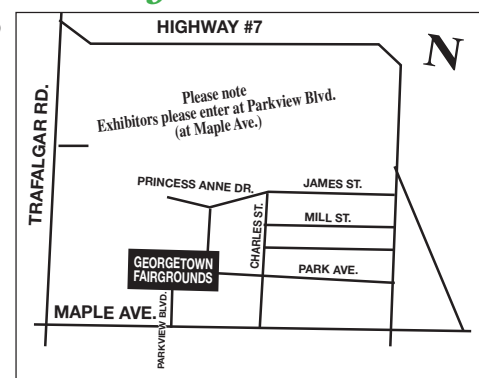 HIGHWAY #7
N
TRAFALGAR RD.
Please note
Exhibitors please enter at Parkview Blvd.
(at Maple Ave.)
PRINCESS ANNE DR.
JAMES ST.
CHARLES ST.
MILL ST.
GEORGETOWN
FAIRGROUNDS
PARK AVE.
MAPLE AVE.
PARKVIEW BLVD.